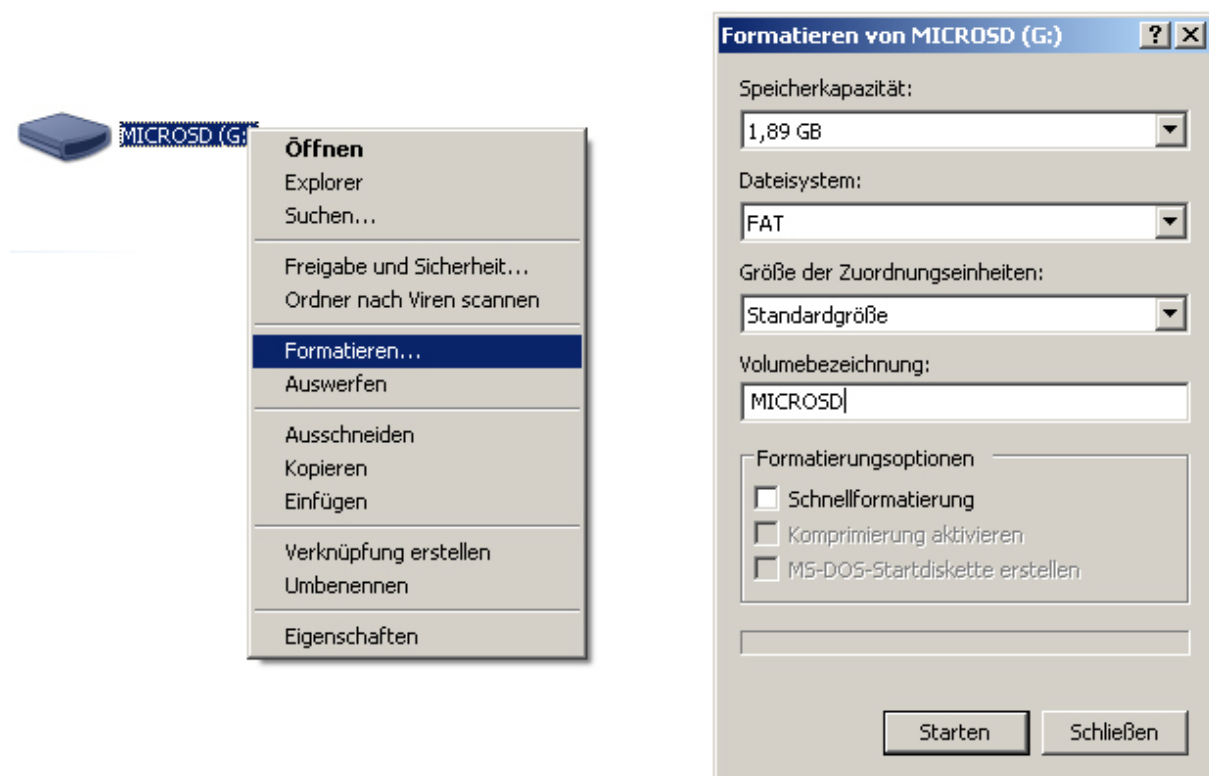 MICROSD (G:
Öffnen
Explorer
Suchen...
Freigabe und Sicherheit...
Ordner nach Viren scannen
Formatieren...
Auswerfen
Ausschneiden
Kopieren
Einfügen
Verknüpfung erstellen
Umbenennen
Eigenschaften
Formatieren von MICROSD (G:)
Speicherkapazität:
1,89 GB
Dateisystem:
FAT
Größe der Zuordnungseinheiten:
Standardgröße
Volumebezeichnung:
MICROSD
Formatierungsoptionen
Schnellformatierung
Komprimierung aktivieren
MS-DOS-Startdiskette erstellen
Starten
Schließen